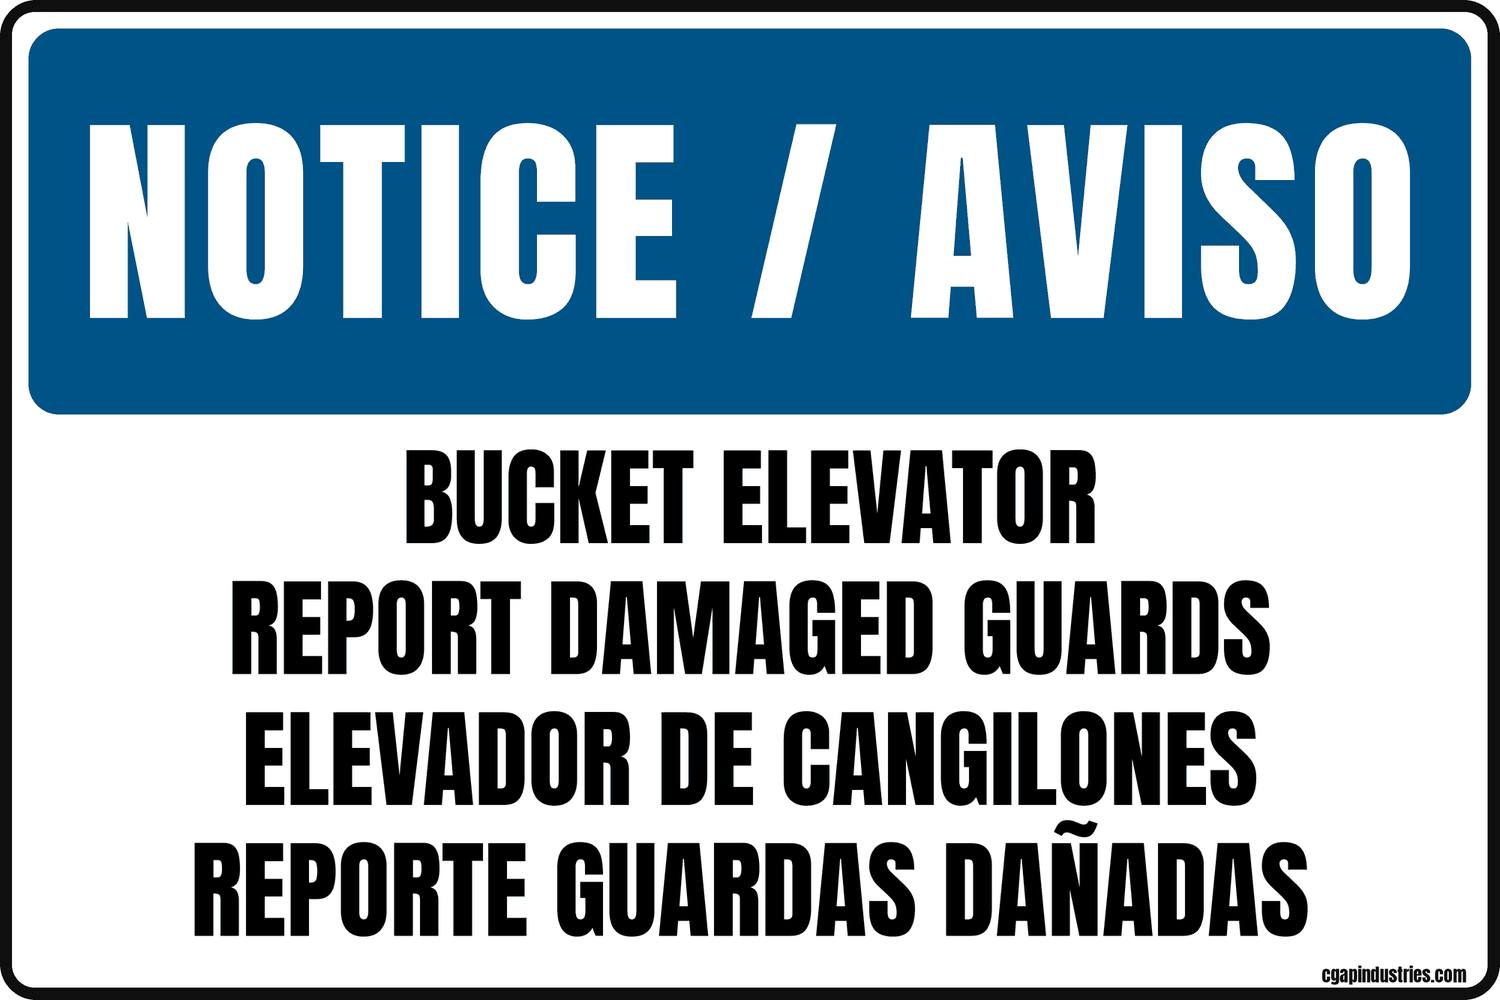 NOTICE / AVISO
BUCKET ELEVATOR
REPORT DAMAGED GUARDS
ELEVADOR DE CANGILONES
REPORTE GUARDAS DAÑADAS
cgapindustries.com